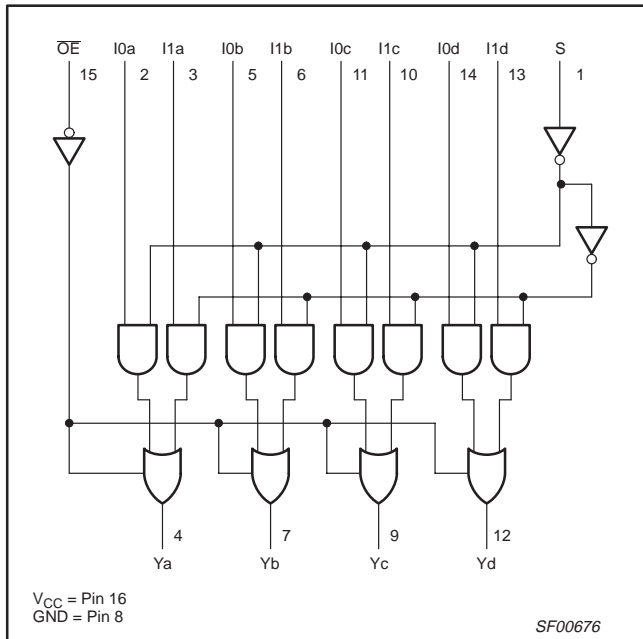 OE I0a I1a I0b I1b I0c I1c I0d I1d S
15 2 3 5 6 11 10 14 13 1
4 7 9 12
Ya Yb Yc Yd
VCC = Pin 16
GND = Pin 8
SF00676